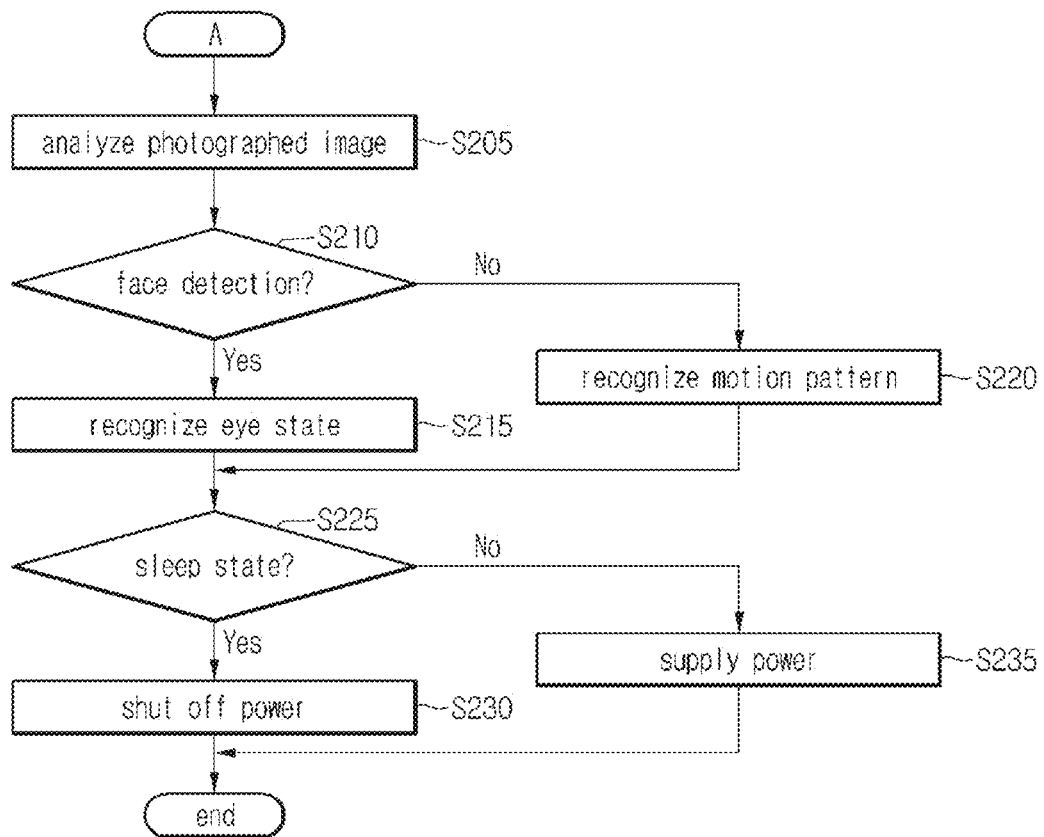 A
analyze photographed image
S205
S210
face detection?
No
Yes
recognize motion pattern
S220
recognize eye state
S215
S225
sleep state?
No
Yes
supply power
S235
shut off power
S230
end